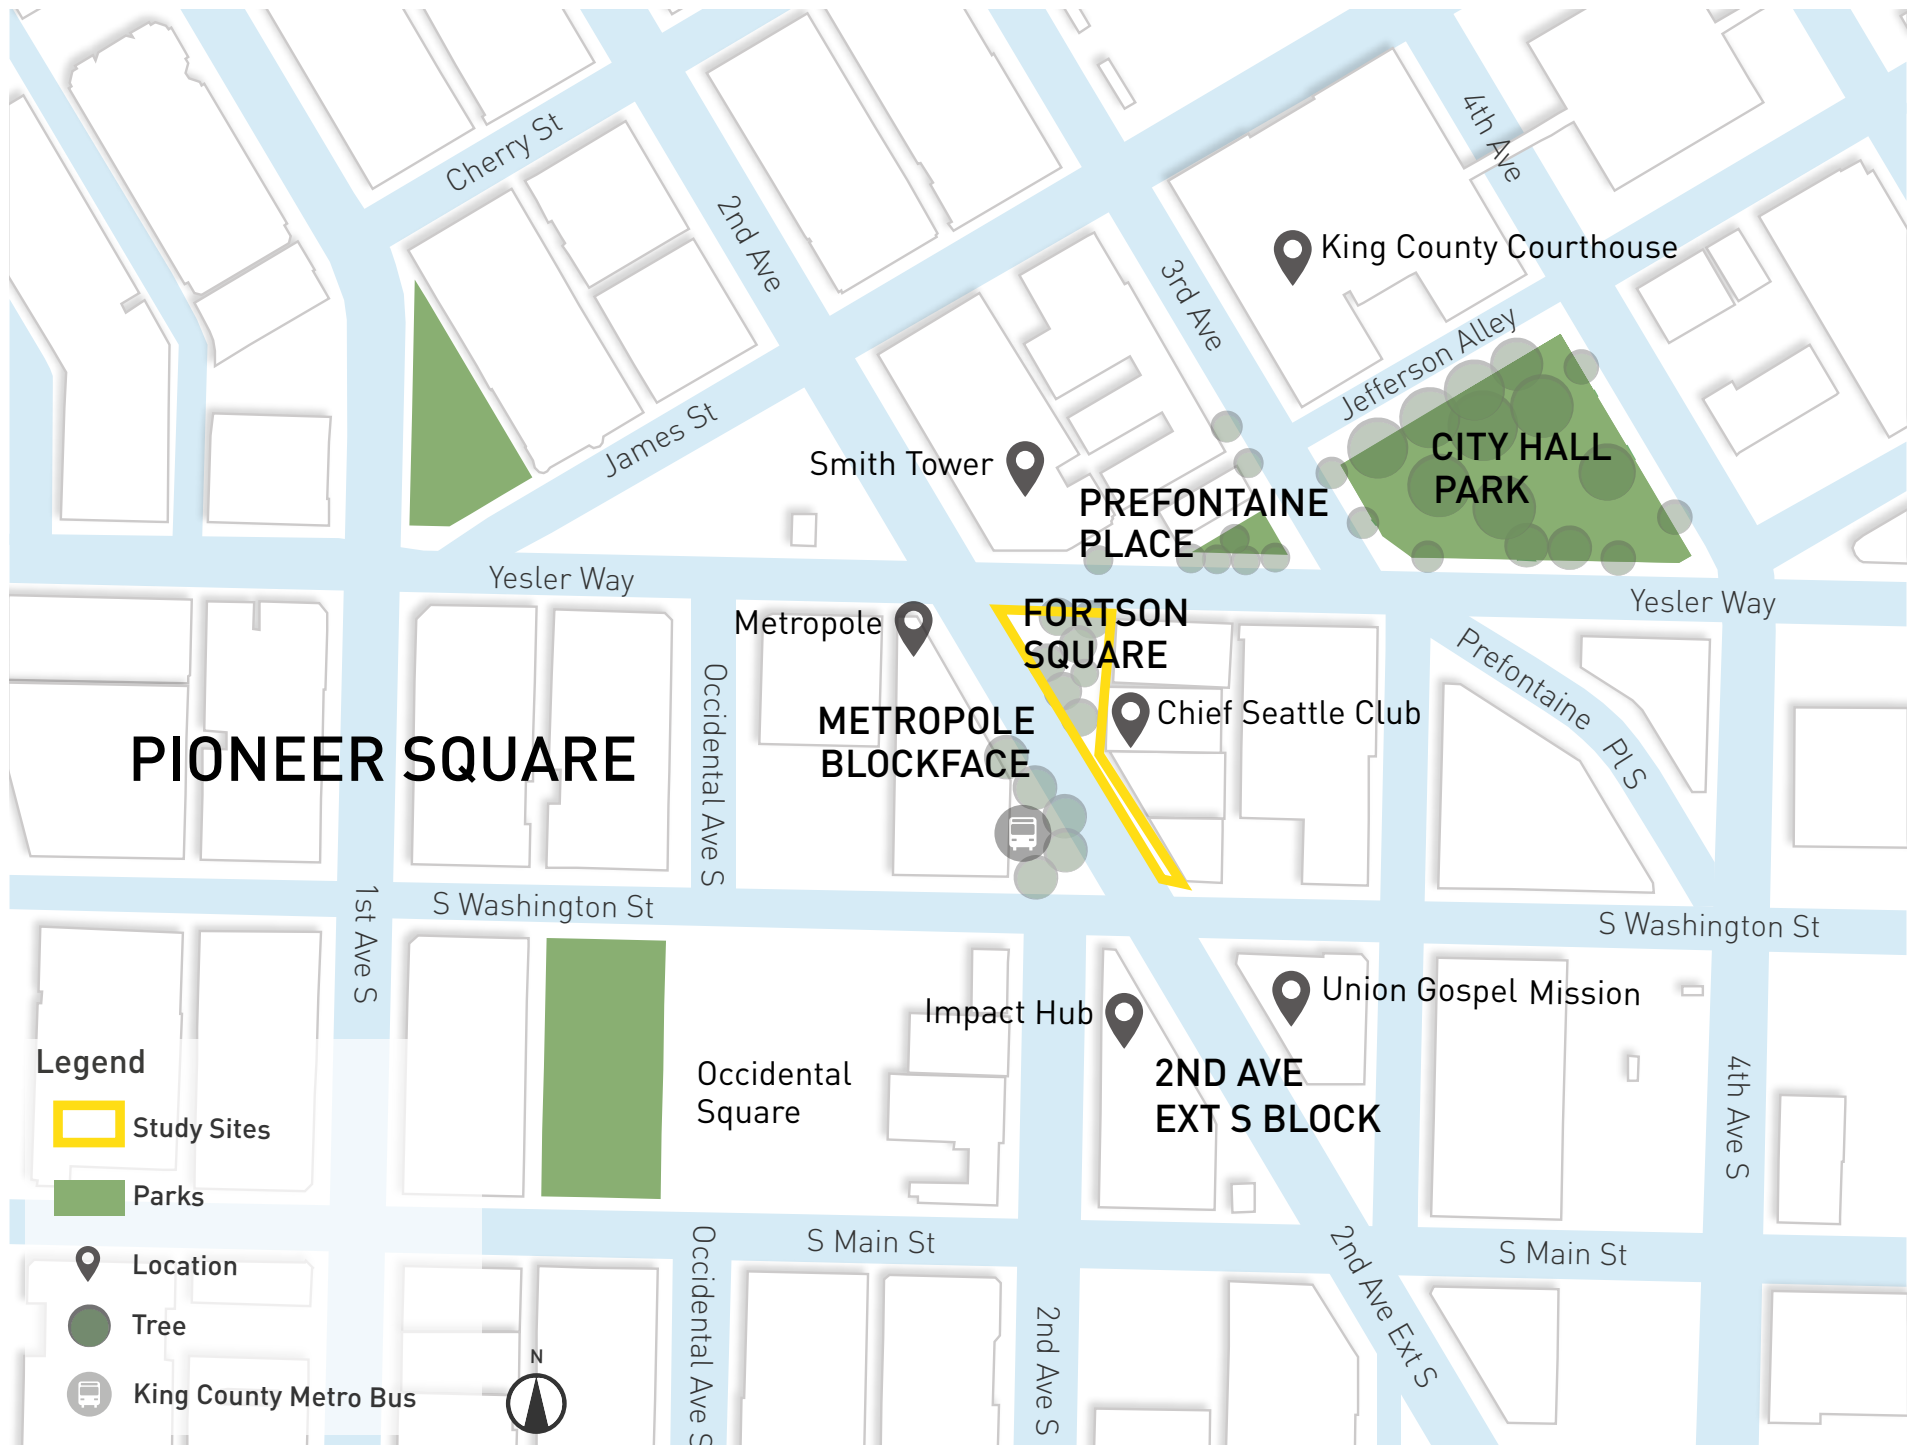 Cherry St
2nd Ave
4th Ave
King County Courthouse
3rd Ave
Jefferson Alley
James St
Smith Tower
CITY HALL
PARK
PREFONTAINE
PLACE
Yesler Way
Yesler Way
Metropole
FORTSON
SQUARE
Prefontaine Pl S
Occidental Ave S
Chief Seattle Club
METROPOLE
BLOCKFACE
PIONEER SQUARE
1st Ave S
S Washington St
S Washington St
Union Gospel Mission
Impact Hub
Occidental
Square
2ND AVE
EXT S BLOCK
4th Ave S
S Main St
S Main St
Occidental Ave S
2nd Ave S
2nd Ave Ext S
Legend
Study Sites
Parks
Location
Tree
King County Metro Bus
N